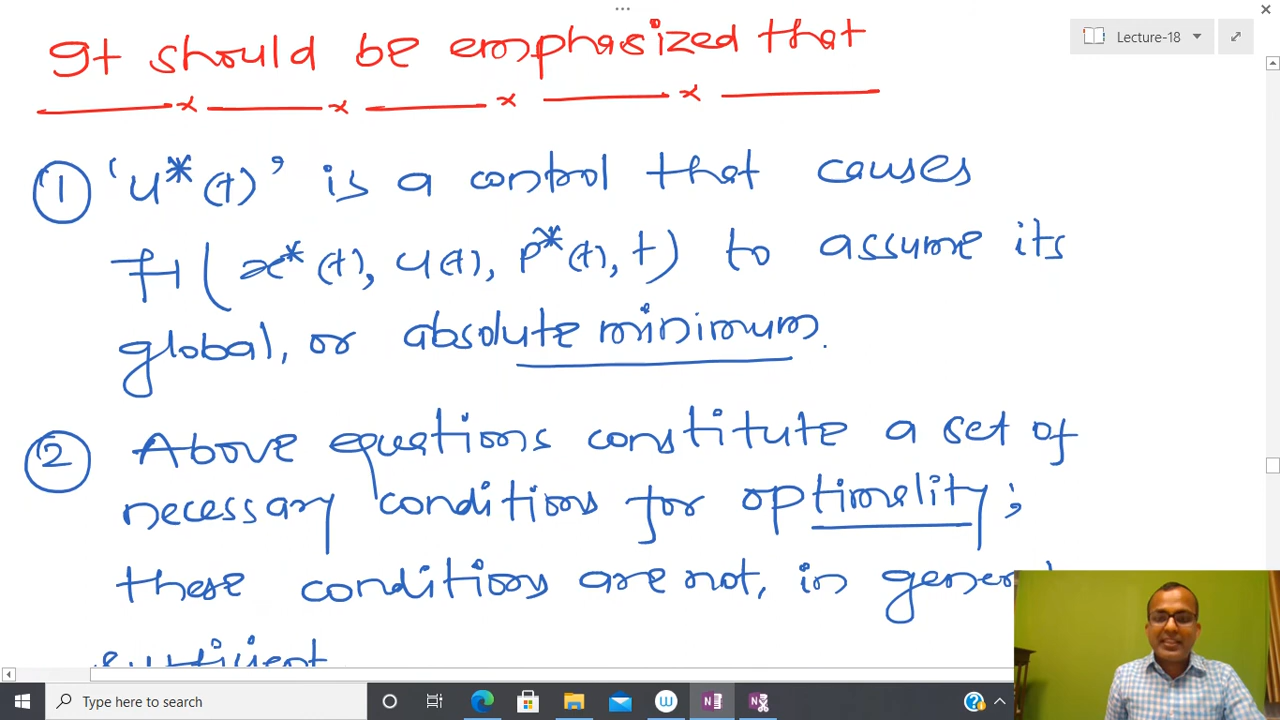 Lecture-18
It should be emphasized that
① 'u*(t)' is a control that causes
H(x*(t), u(t), p*(t), t) to assume its
global, or absolute minimum.
② Above equations constitute a set of
necessary conditions for optimality;
these conditions are not, in general
sufficient
Type here to search